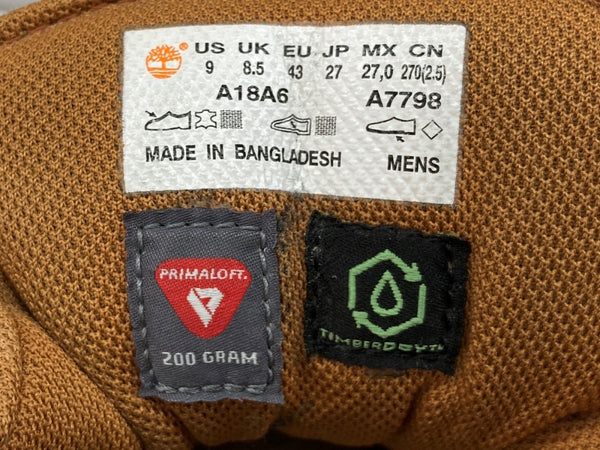 US UK EU JP MX CN
9 8.5 43 27 27,0 270(2.5)
A18A6 A7798
MADE IN BANGLADESH MENS
PRIMALOFT.
200 GRAM
TIMBERDRY™